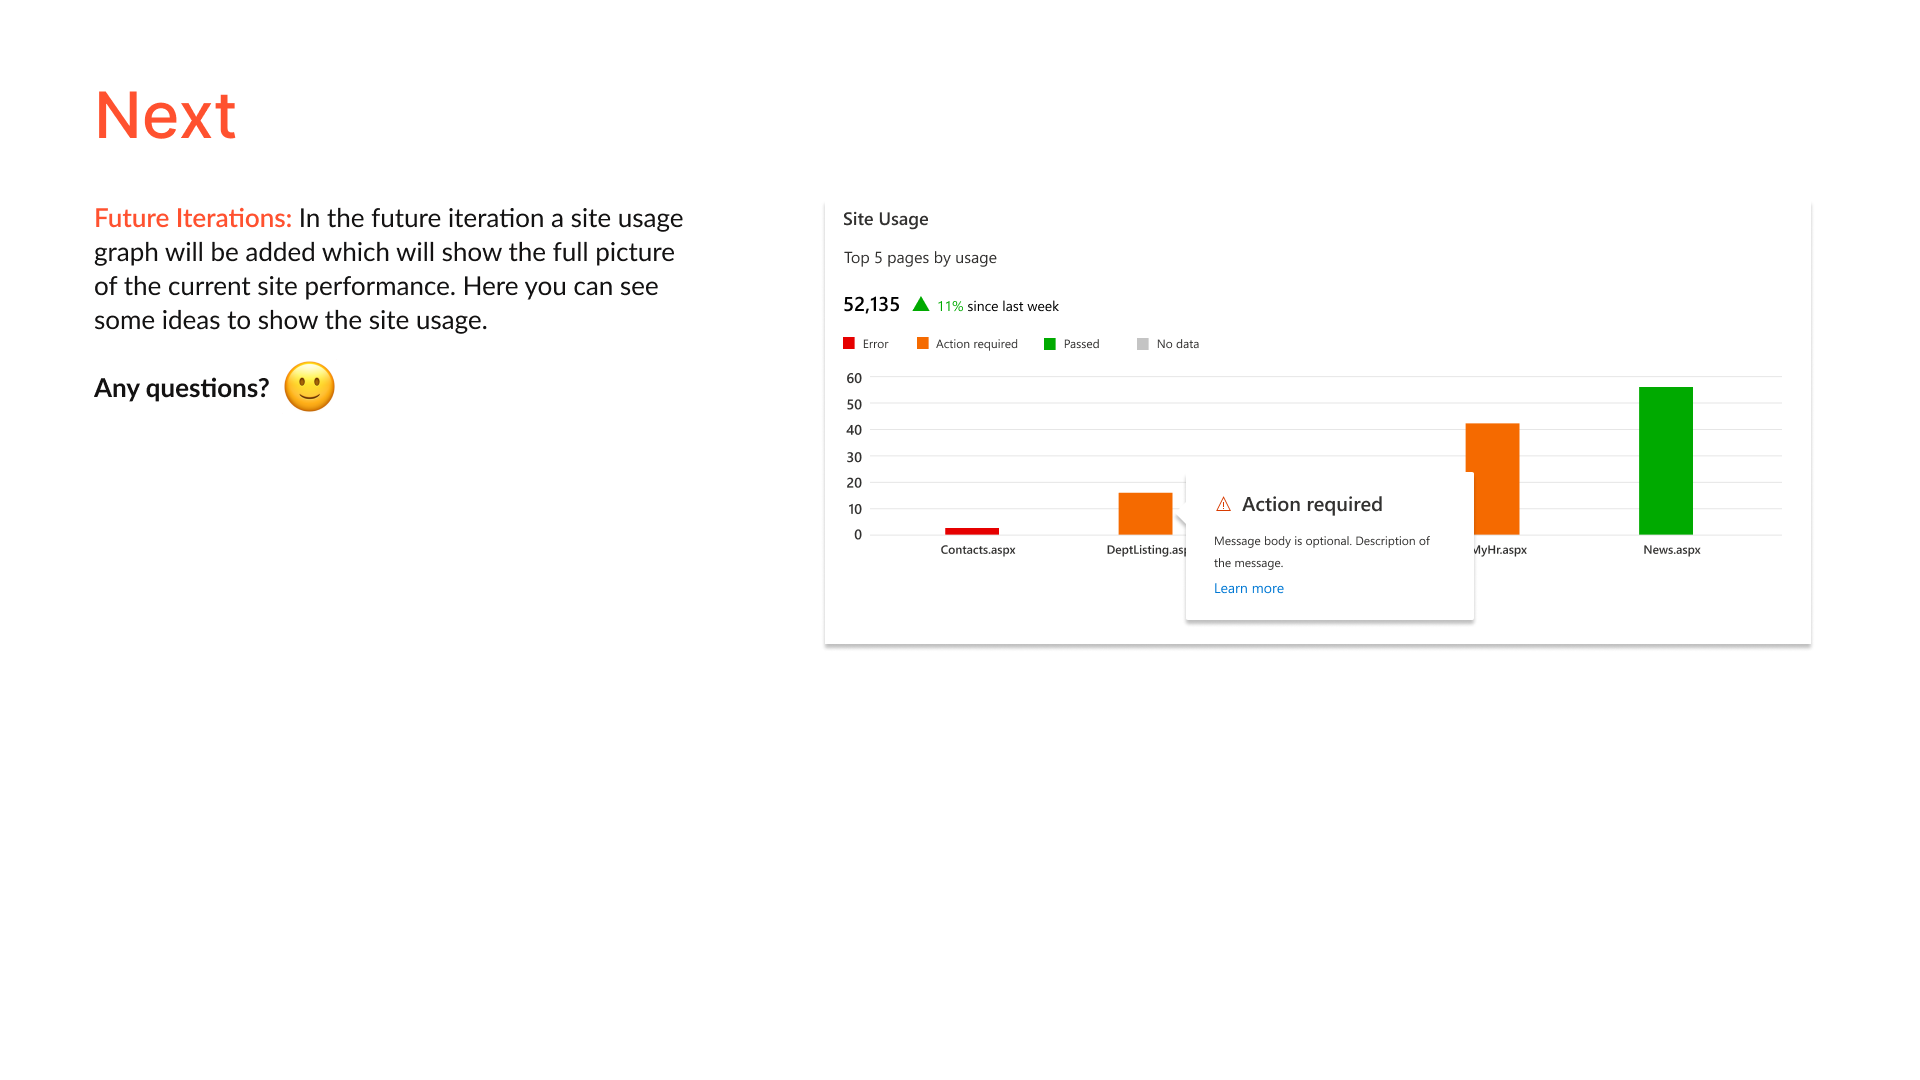 Next
Future Iterations: In the future iteration a site usage
graph will be added which will show the full picture
of the current site performance. Here you can see
some ideas to show the site usage.
Any questions?
Site Usage
Top 5 pages by usage
52,135 11% since last week
Error Action required Passed No data
60
50
40
30
20
10
0
Contacts.aspx DeptListing.asp MyHr.aspx News.aspx
Action required
Message body is optional. Description of
the message.
Learn more